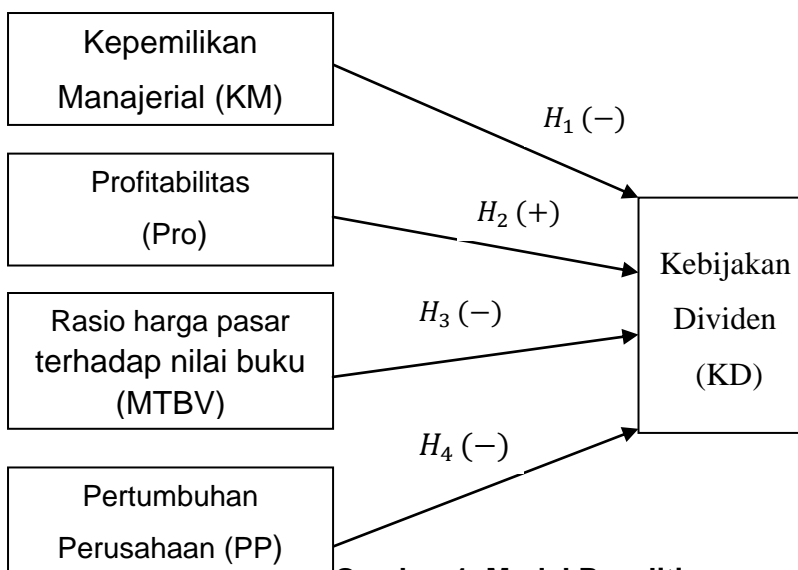 Kepemilikan
Manajerial (KM)
H₁ (−)
Profitabilitas
(Pro)
H₂ (+)
Rasio harga pasar
terhadap nilai buku
(MTBV)
H₃ (−)
Kebijakan
Dividen
(KD)
H₄ (−)
Pertumbuhan
Perusahaan (PP)